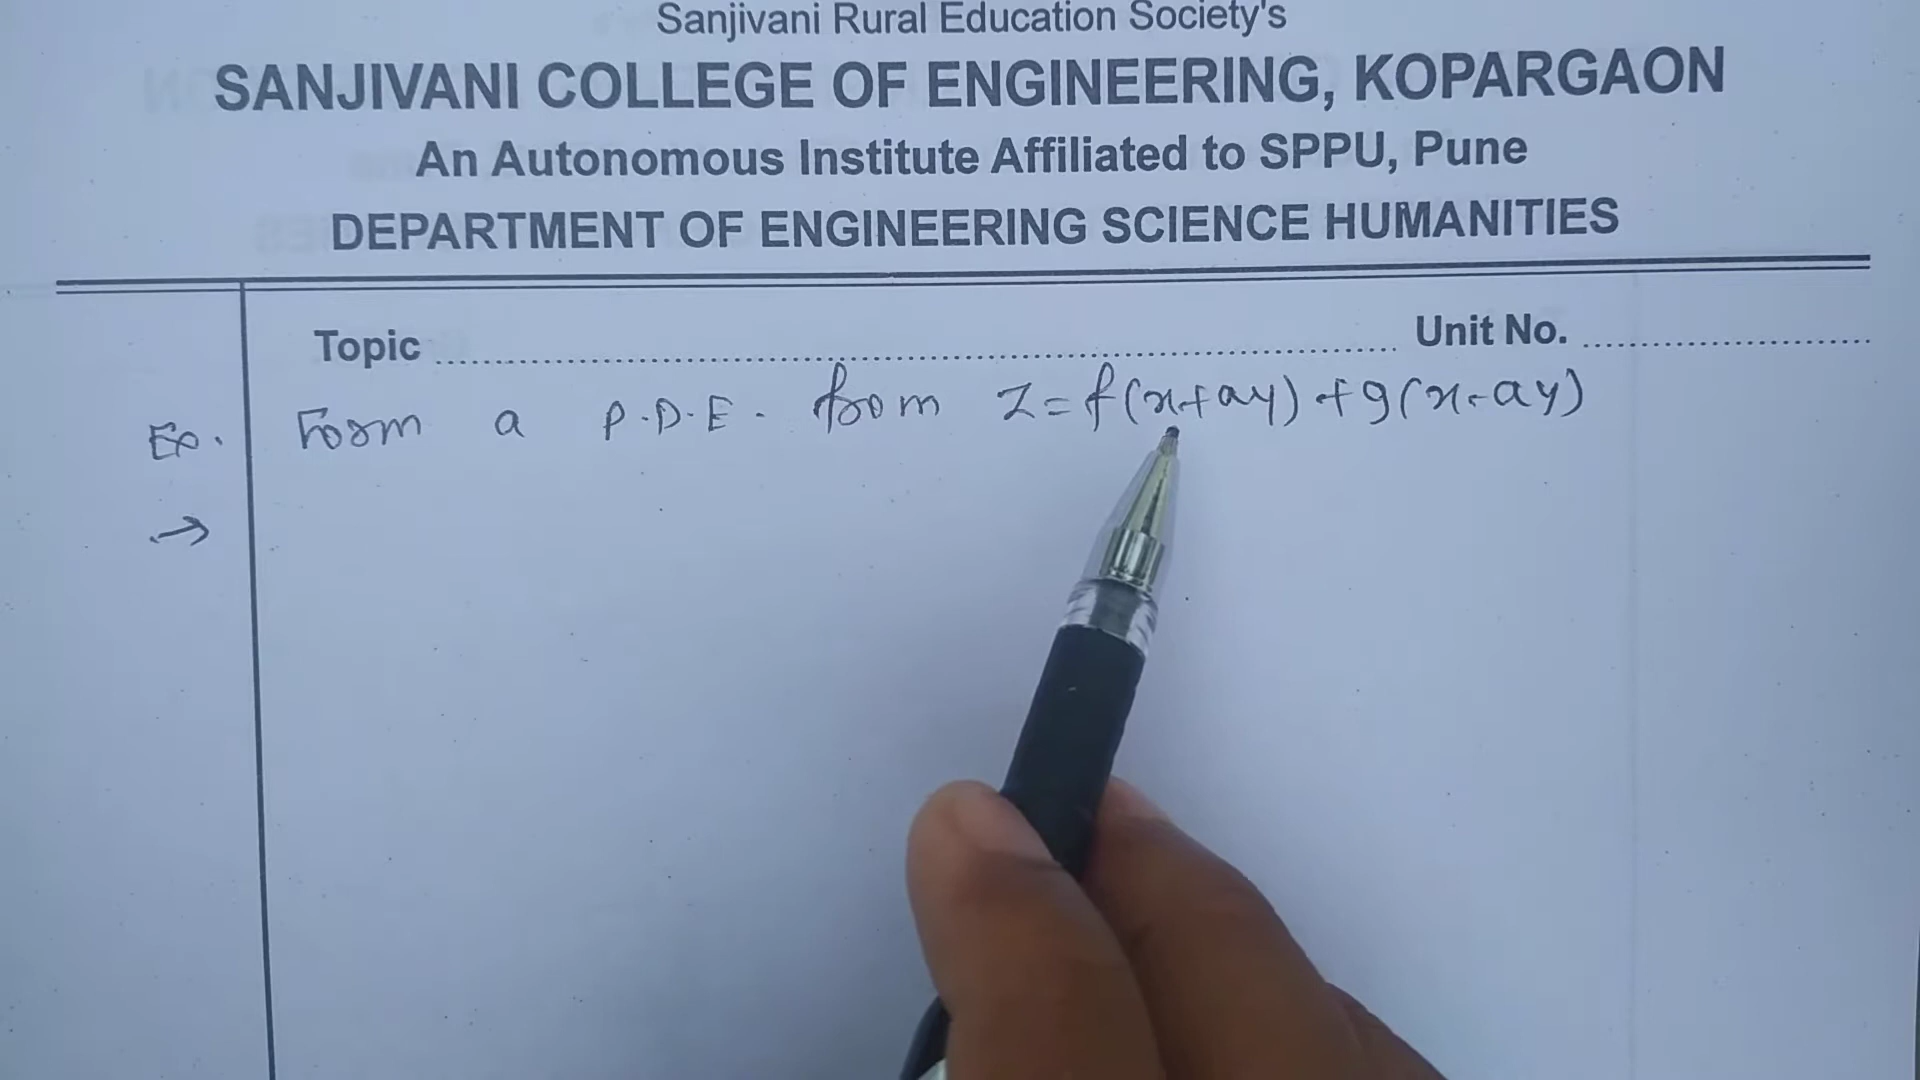 Sanjivani Rural Education Society's
SANJIVANI COLLEGE OF ENGINEERING, KOPARGAON
An Autonomous Institute Affiliated to SPPU, Pune
DEPARTMENT OF ENGINEERING SCIENCE HUMANITIES
Topic ........................ Unit No. ............
Ex. Form a P.D.E. from z=f(x+ay)+g(x-ay)
→